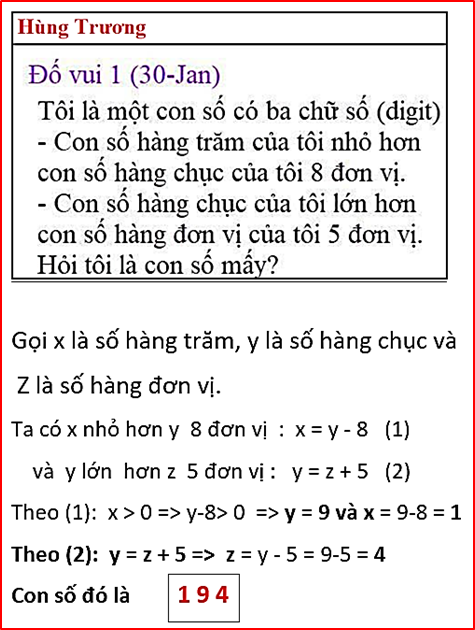 Hùng Trương
Đố vui 1 (30-Jan)
Tôi là một con số có ba chữ số (digit)
- Con số hàng trăm của tôi nhỏ hơn
con số hàng chục của tôi 8 đơn vị.
- Con số hàng chục của tôi lớn hơn
con số hàng đơn vị của tôi 5 đơn vị.
Hỏi tôi là con số mấy?
Gọi x là số hàng trăm, y là số hàng chục và
Z là số hàng đơn vị.
Ta có x nhỏ hơn y 8 đơn vị : x = y - 8 (1)
và y lớn hơn z 5 đơn vị : y = z + 5 (2)
Theo (1): x > 0 => y-8> 0 => y = 9 và x = 9-8 = 1
Theo (2): y = z + 5 => z = y - 5 = 9-5 = 4
Con số đó là 1 9 4